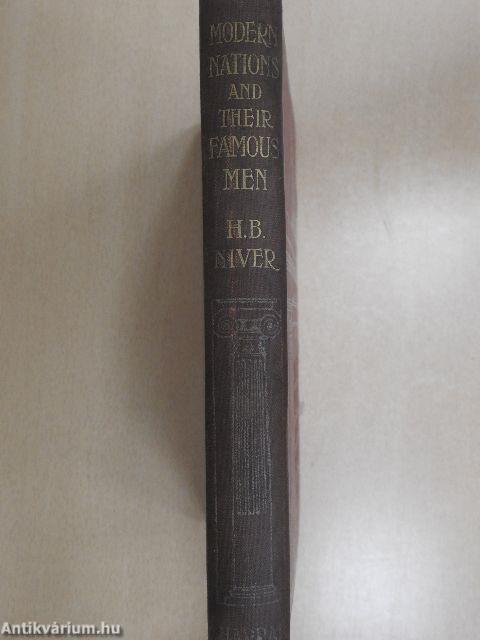 MODERN
NATIONS
AND
THEIR
FAMOUS
MEN
H.B.
NIVER
Antikvárium.hu